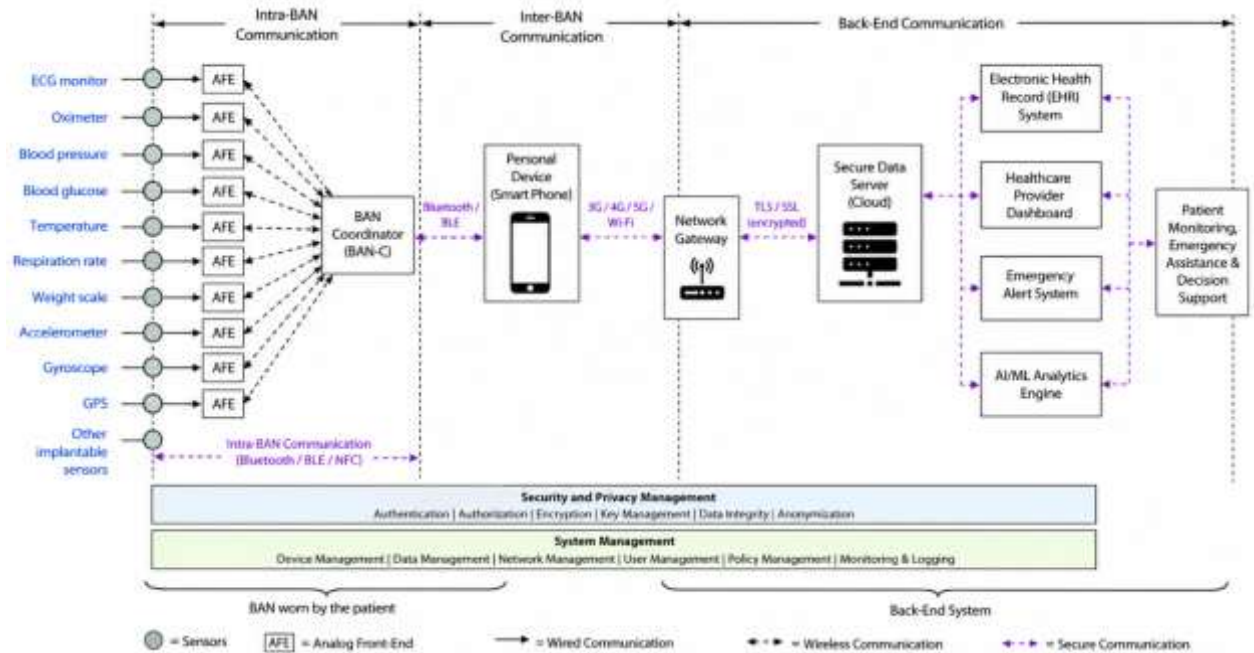 Intra-BAN
Communication
Inter-BAN
Communication
Back-End Communication
ECG monitor
AFE
Oximeter
AFE
Blood pressure
AFE
Blood glucose
AFE
Temperature
AFE
Respiration rate
AFE
Weight scale
AFE
Accelerometer
AFE
Gyroscope
AFE
GPS
AFE
Other
implantable
sensors
BAN
Coordinator
(BAN-C)
Bluetooth /
BLE
Personal
Device
(Smart Phone)
3G / 4G / 5G /
Wi-Fi
Network
Gateway
TLS / SSL
(encrypted)
Secure Data
Server
(Cloud)
Electronic Health
Record (EHR)
System
Healthcare
Provider
Dashboard
Emergency
Alert System
AI/ML Analytics
Engine
Patient
Monitoring,
Emergency
Assistance &
Decision
Support
Intra-BAN Communication
(Bluetooth / BLE / NFC)
Security and Privacy Management
Authentication | Authorization | Encryption | Key Management | Data Integrity | Anonymization
System Management
Device Management | Data Management | Network Management | User Management | Policy Management | Monitoring & Logging
BAN worn by the patient
Back-End System
= Sensors
AFE = Analog Front-End
= Wired Communication
= Wireless Communication
= Secure Communication